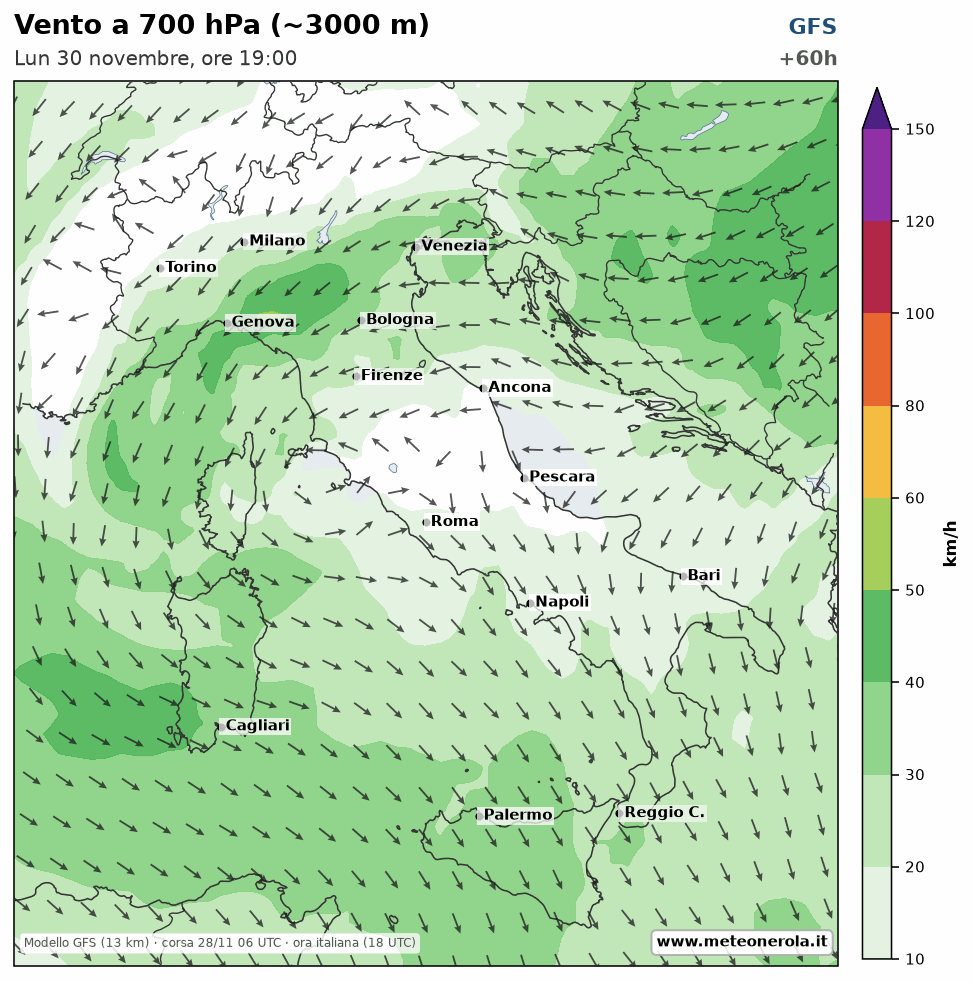 Vento a 700 hPa (~3000 m)
GFS
Lun 30 novembre, ore 19:00
+60h
Milano
Venezia
Torino
Genova
Bologna
Firenze
Ancona
Pescara
Roma
Bari
Napoli
Cagliari
Palermo
Reggio C.
150
120
100
80
60
50
40
30
20
10
km/h
Modello GFS (13 km) · corsa 28/11 06 UTC · ora italiana (18 UTC)
www.meteonerola.it